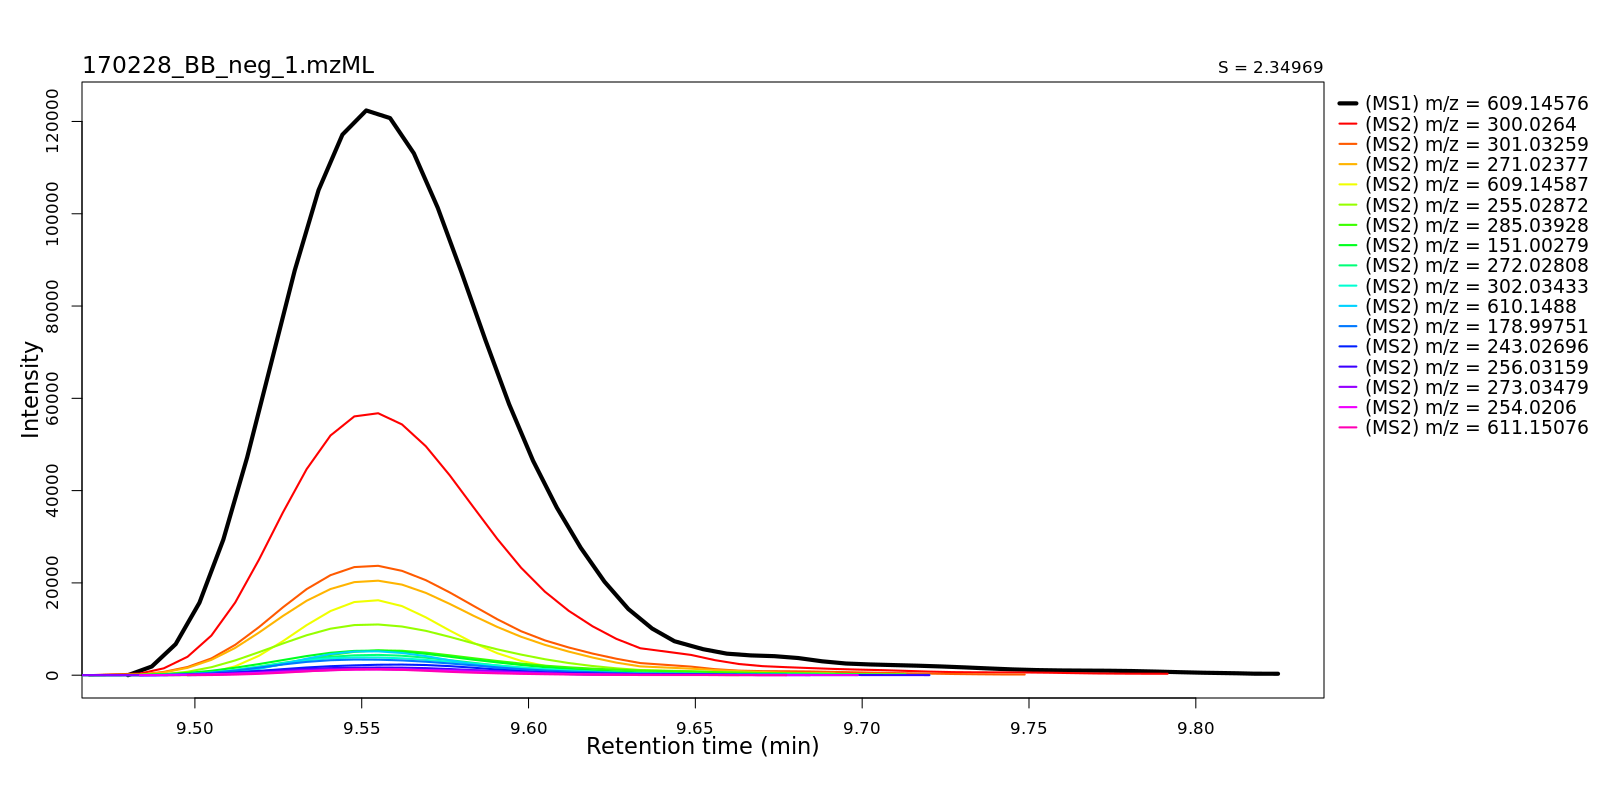 170228_BB_neg_1.mzML
S = 2.34969
(MS1) m/z = 609.14576
(MS2) m/z = 300.0264
(MS2) m/z = 301.03259
(MS2) m/z = 271.02377
(MS2) m/z = 609.14587
(MS2) m/z = 255.02872
(MS2) m/z = 285.03928
(MS2) m/z = 151.00279
(MS2) m/z = 272.02808
(MS2) m/z = 302.03433
(MS2) m/z = 610.1488
(MS2) m/z = 178.99751
(MS2) m/z = 243.02696
(MS2) m/z = 256.03159
(MS2) m/z = 273.03479
(MS2) m/z = 254.0206
(MS2) m/z = 611.15076
Intensity
120000
100000
80000
60000
40000
20000
0
9.50 9.55 9.60 9.65 9.70 9.75 9.80
Retention time (min)